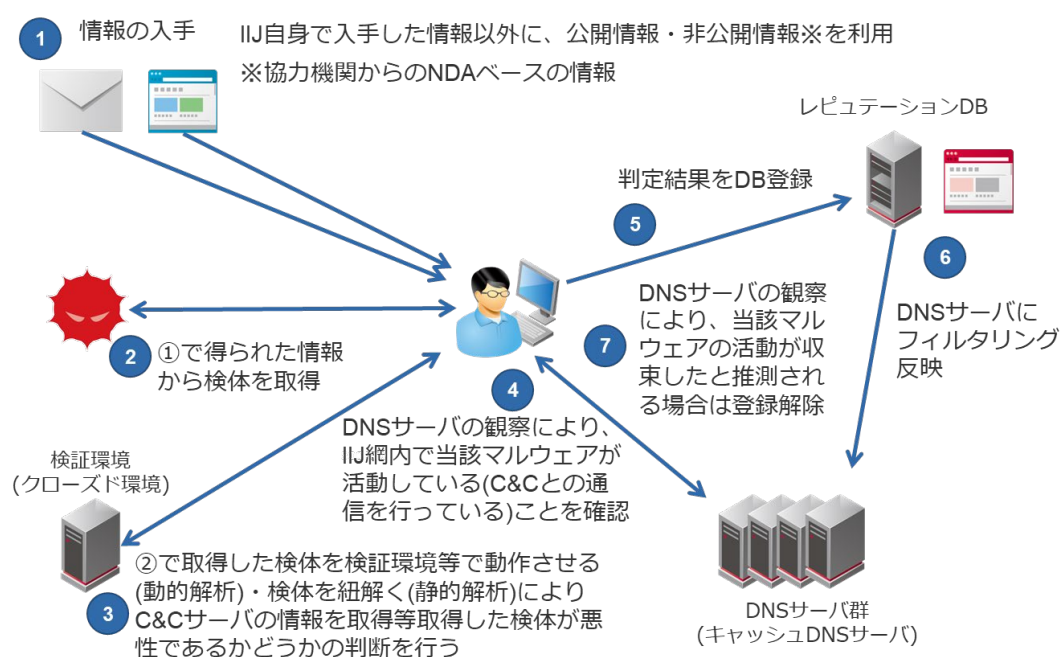 1
情報の入手
IIJ自身で入手した情報以外に、公開情報・非公開情報※を利用
※協力機関からのNDAベースの情報
レピュテーションDB
判定結果をDB登録
5
6
DNSサーバに
フィルタリング
反映
2
①で得られた情報
から検体を取得
7
DNSサーバの観察
により、当該マル
ウェアの活動が収
束したと推測され
る場合は登録解除
4
DNSサーバの観察により、
IIJ網内で当該マルウェアが
活動している(C&Cとの通
信を行っている)ことを確認
検証環境
(クローズド環境)
3
②で取得した検体を検証環境等で動作させる
(動的解析)・検体を紐解く(静的解析)により
C&Cサーバの情報を取得等取得した検体が悪
性であるかどうかの判断を行う
DNSサーバ群
(キャッシュDNSサーバ)